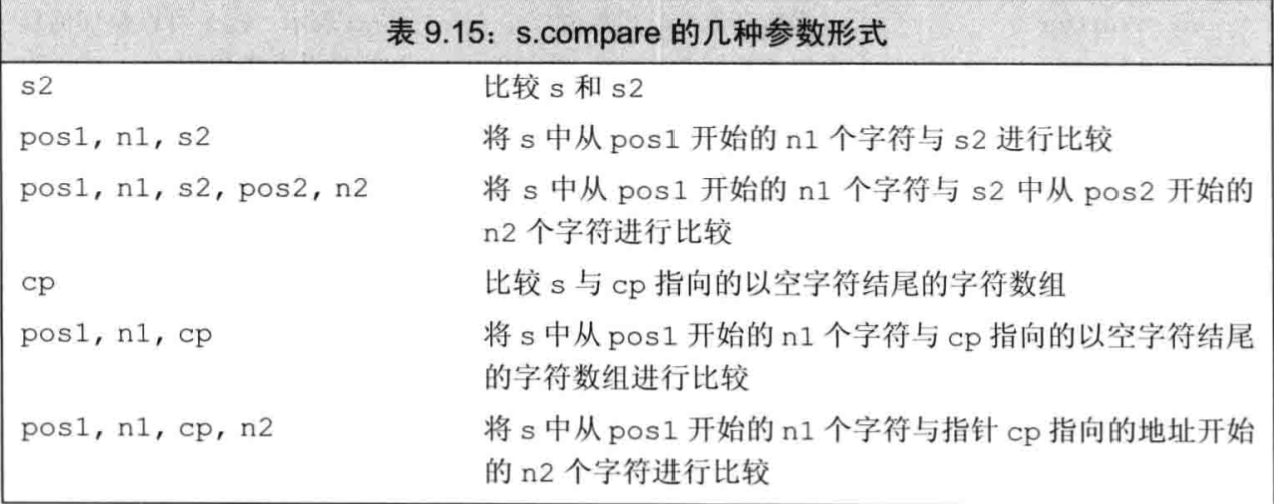 表 9.15：s.compare 的几种参数形式
s2 比较 s 和 s2
pos1, n1, s2 将 s 中从 pos1 开始的 n1 个字符与 s2 进行比较
pos1, n1, s2, pos2, n2 将 s 中从 pos1 开始的 n1 个字符与 s2 中从 pos2 开始的
n2 个字符进行比较
cp 比较 s 与 cp 指向的以空字符结尾的字符数组
pos1, n1, cp 将 s 中从 pos1 开始的 n1 个字符与 cp 指向的以空字符结尾
的字符数组进行比较
pos1, n1, cp, n2 将 s 中从 pos1 开始的 n1 个字符与指针 cp 指向的地址开始
的 n2 个字符进行比较